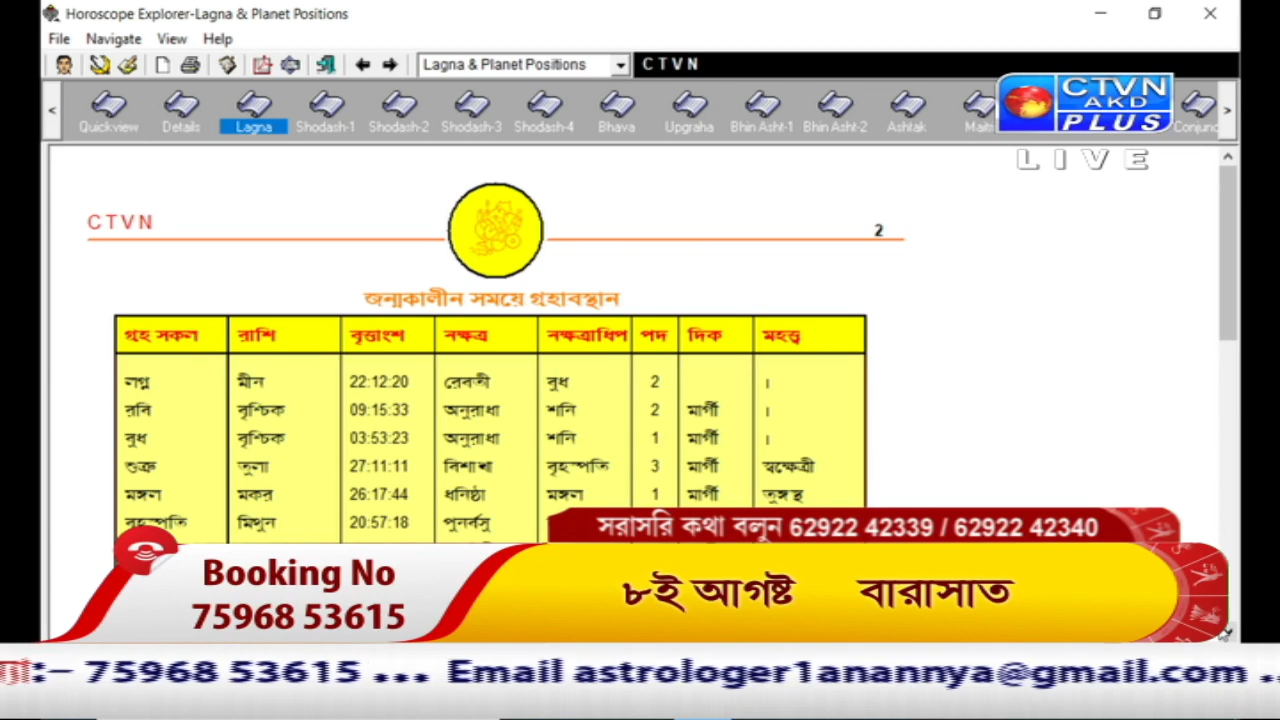 Horoscope Explorer-Lagna & Planet Positions
File Navigate View Help
Lagna & Planet Positions CTVN
Quickview Details Lagna Shodash-1 Shodash-2 Shodash-3 Shodash-4 Bhava Upgraha Bhin Asht-1 Bhin Asht-2 Ashtak
CTVN
AKD
PLUS
LIVE
CTVN 2
জন্মকালীন সময়ে গ্রহাবস্থান
গ্রহ সকল রাশি বৃত্তাংশ নক্ষত্র নক্ষত্রাধিপ পদ দিক মহত্ত্ব
লগ্ন মীন 22:12:20 রেবতী বুধ 2 ।
রবি বৃশ্চিক 09:15:33 অনুরাধা শনি 2 মার্গী ।
বুধ বৃশ্চিক 03:53:23 অনুরাধা শনি 1 মার্গী ।
শুক্র তুলা 27:11:11 বিশাখা বৃহস্পতি 3 মার্গী স্বক্ষেত্রী
মঙ্গল মকর 26:17:44 ধনিষ্ঠা মঙ্গল 1 মার্গী তুঙ্গস্থ
বৃহস্পতি মিথুন 20:57:18 পুনর্বসু
সরাসরি কথা বলুন 62922 42339 / 62922 42340
Booking No
75968 53615
৮ই আগষ্ট বারাসাত
:- 75968 53615 ... Email astrologer1anannya@gmail.com ..